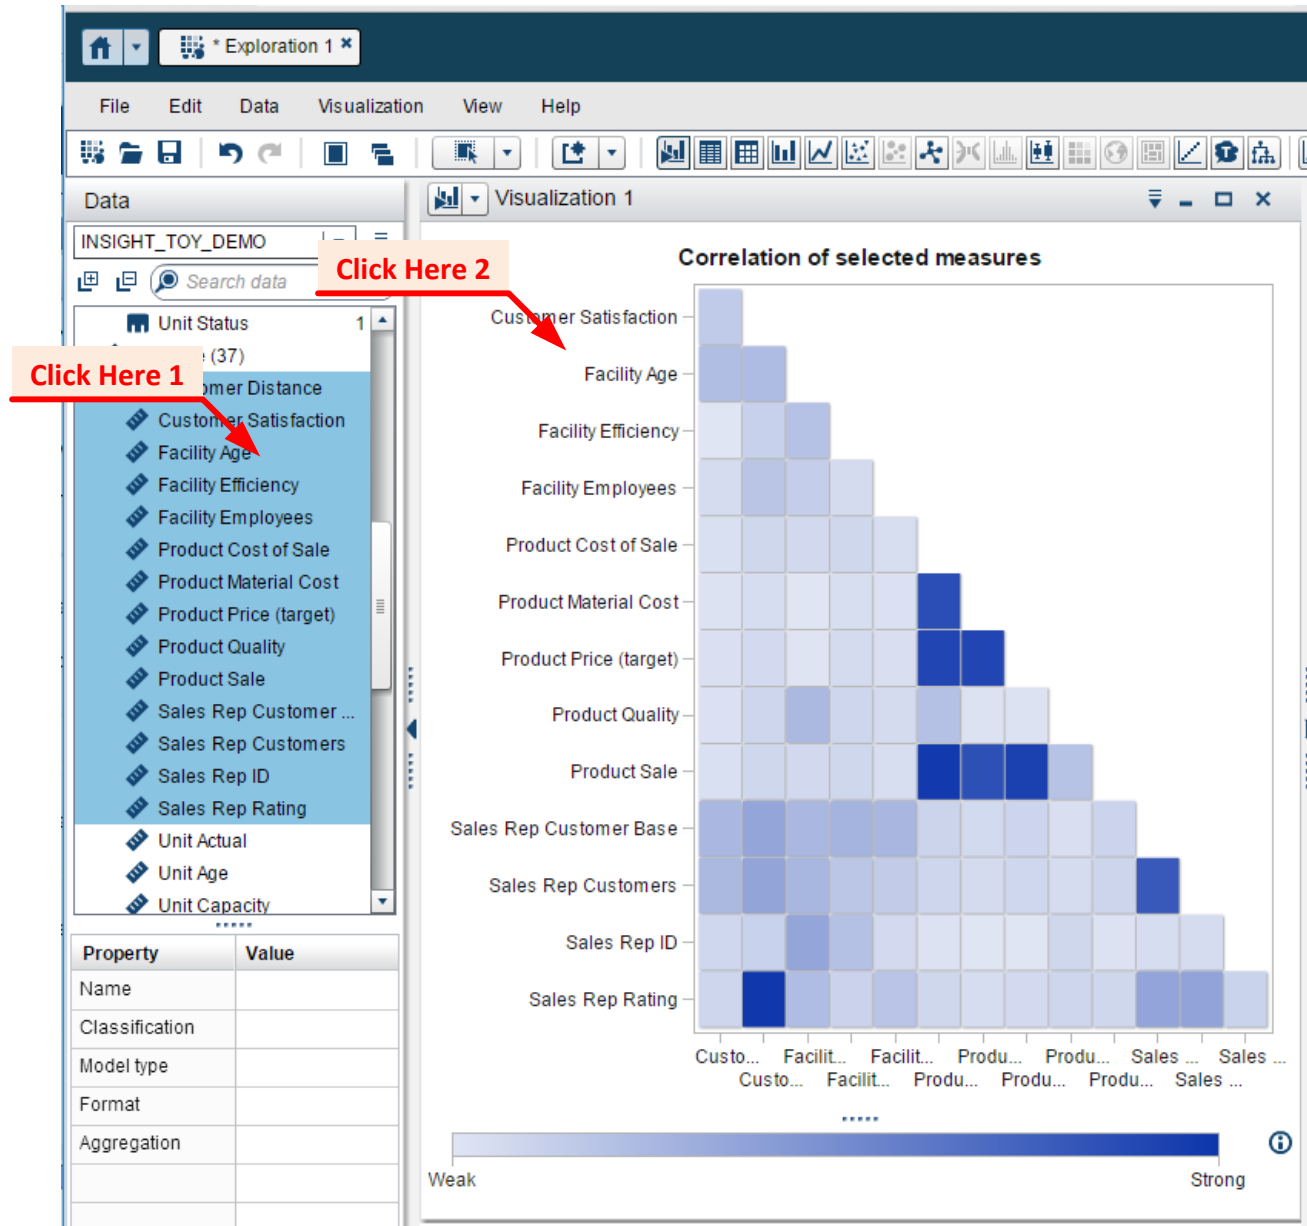 * Exploration 1 ×
File Edit Data Visualization View Help
Data
Visualization 1
INSIGHT_TOY_DEMO
Search data
Click Here 2
Click Here 1
Unit Status 1
(37)
Customer Satisfaction
Facility Age
Facility Efficiency
Facility Employees
Product Cost of Sale
Product Material Cost
Product Price (target)
Product Quality
Product Sale
Sales Rep Customer ...
Sales Rep Customers
Sales Rep ID
Sales Rep Rating
Unit Actual
Unit Age
Unit Capacity
Property Value
Name
Classification
Model type
Format
Aggregation
Correlation of selected measures
Customer Satisfaction
Facility Age
Facility Efficiency
Facility Employees
Product Cost of Sale
Product Material Cost
Product Price (target)
Product Quality
Product Sale
Sales Rep Customer Base
Sales Rep Customers
Sales Rep ID
Sales Rep Rating
Custo... Facilit... Facilit... Produ... Produ... Sales ... Sales ...
Custo... Facilit... Produ... Produ... Produ... Sales ...
Weak Strong